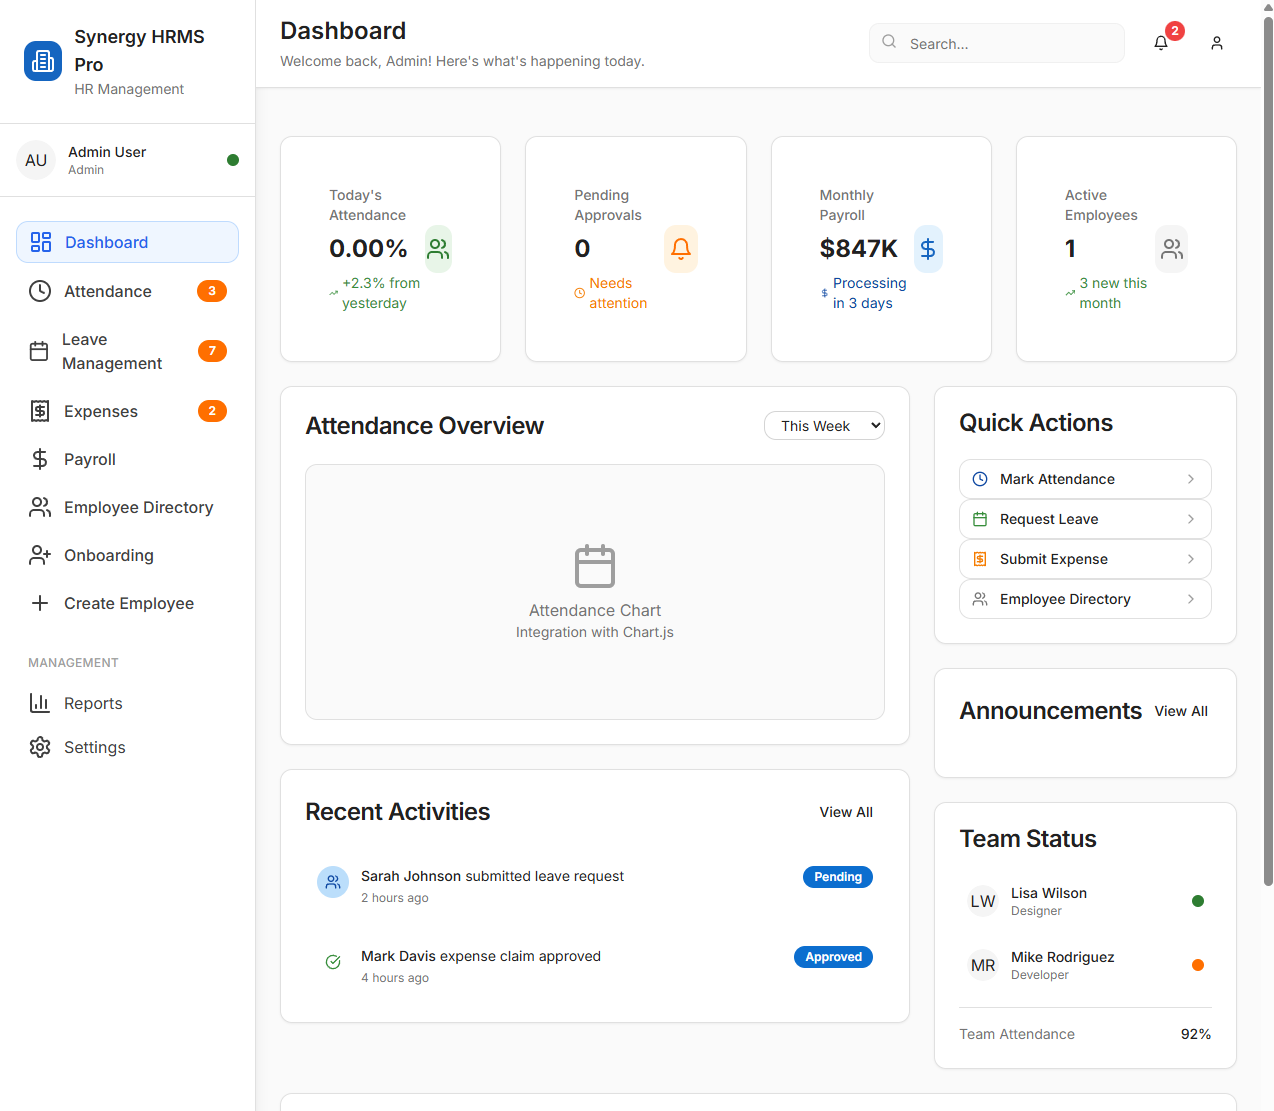 Synergy HRMS
Pro
HR Management
AU
Admin User
Admin
Dashboard
Attendance
3
Leave
Management
7
Expenses
2
Payroll
Employee Directory
Onboarding
Create Employee
MANAGEMENT
Reports
Settings
Dashboard
Welcome back, Admin! Here's what's happening today.
Search...
2
Today's
Attendance
0.00%
+2.3% from
yesterday
Pending
Approvals
0
Needs
attention
Monthly
Payroll
$847K
Processing
in 3 days
Active
Employees
1
3 new this
month
Attendance Overview
This Week
Attendance Chart
Integration with Chart.js
Quick Actions
Mark Attendance
Request Leave
Submit Expense
Employee Directory
Announcements
View All
Recent Activities
View All
Sarah Johnson submitted leave request
2 hours ago
Pending
Mark Davis expense claim approved
4 hours ago
Approved
Team Status
LW
Lisa Wilson
Designer
MR
Mike Rodriguez
Developer
Team Attendance
92%